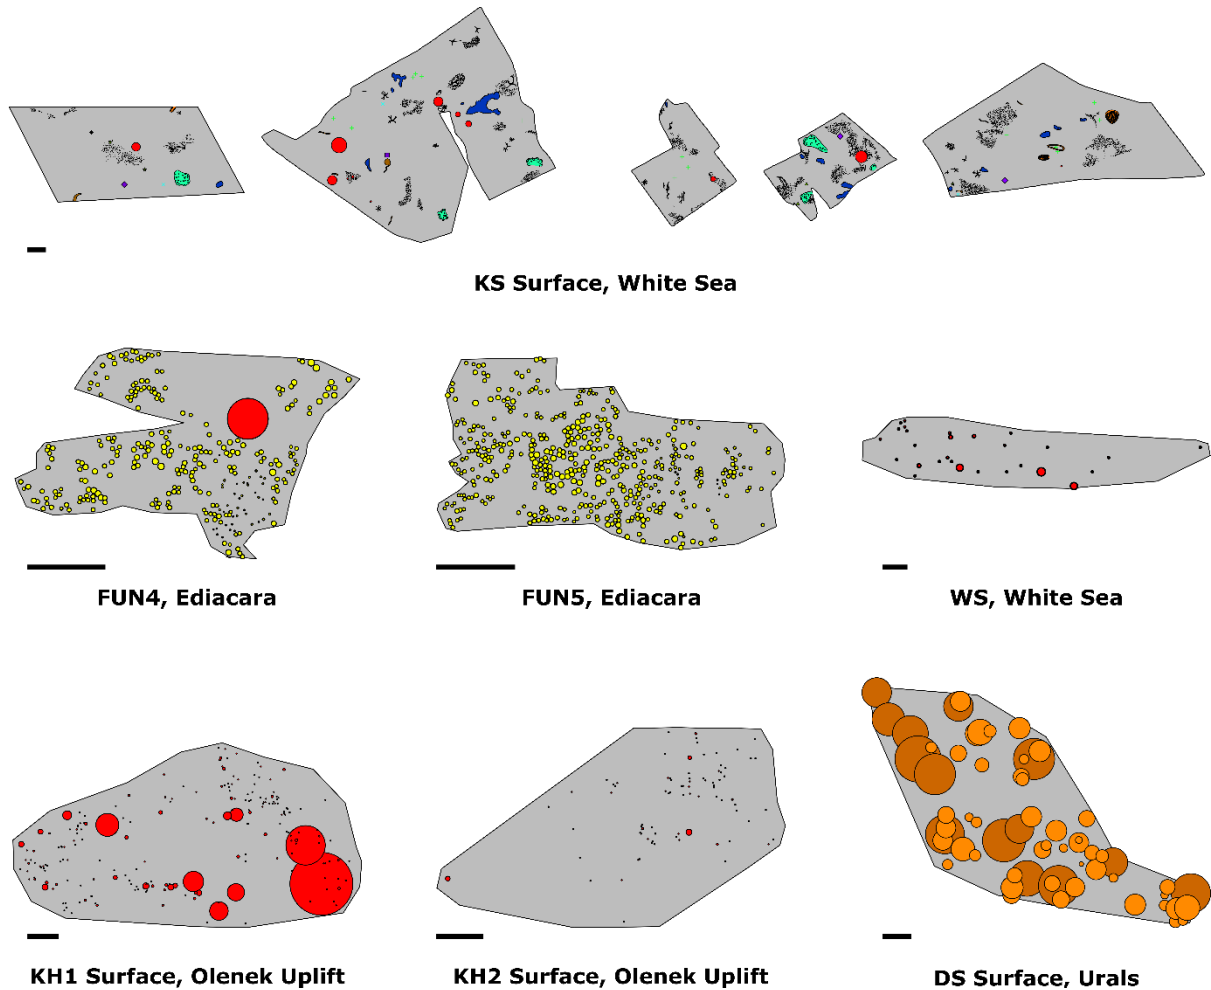 KS Surface, White Sea
FUN4, Ediacara
FUN5, Ediacara
WS, White Sea
KH1 Surface, Olenek Uplift
KH2 Surface, Olenek Uplift
DS Surface, Urals